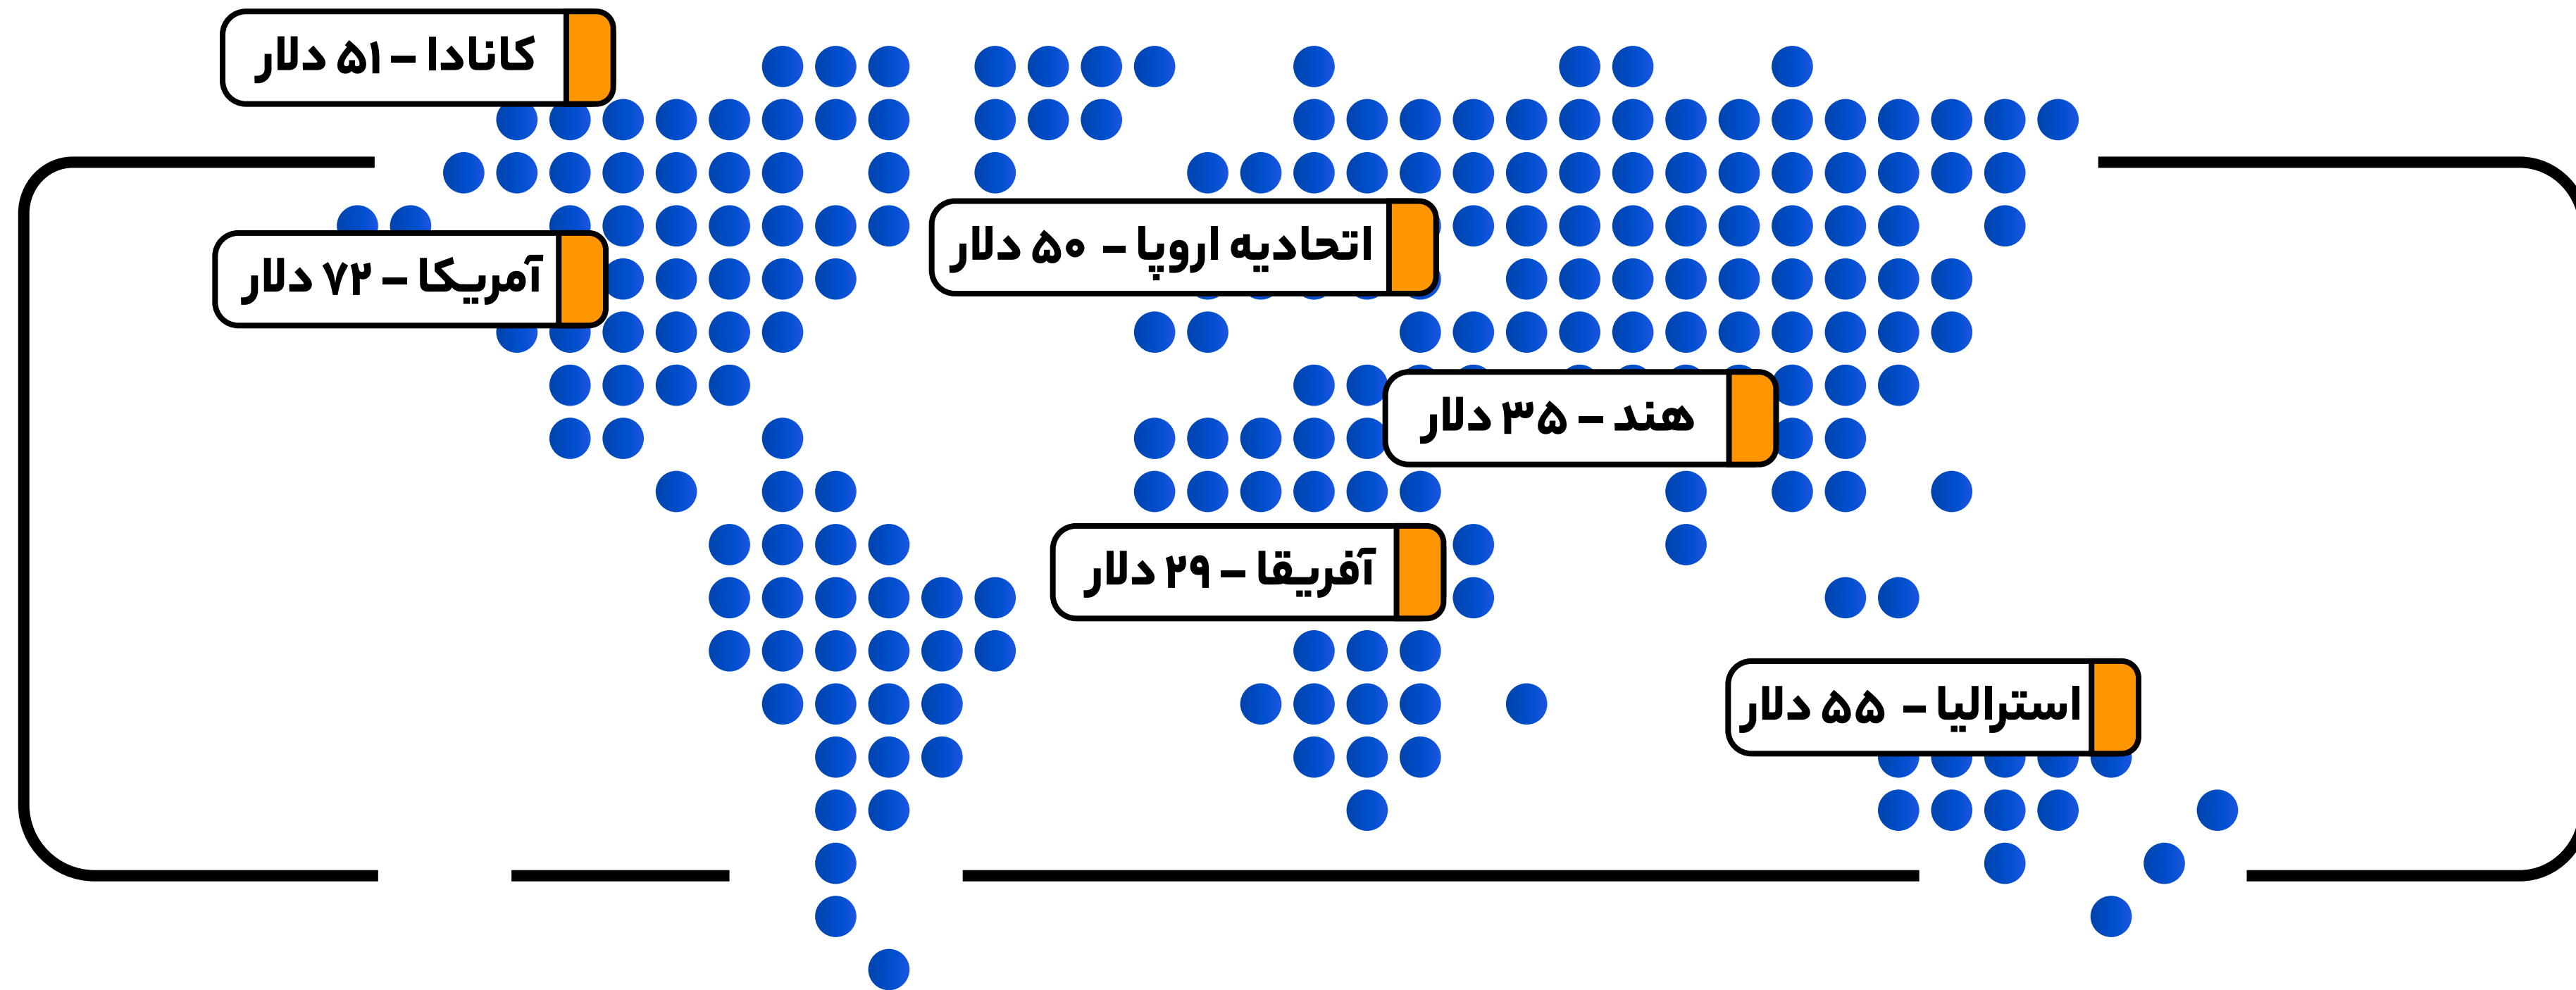 کانادا – ۵۱ دلار
آمریکا – ۷۲ دلار
اتحادیه اروپا – ۵۰ دلار
هند – ۳۵ دلار
آفریقا – ۲۹ دلار
استرالیا – ۵۵ دلار